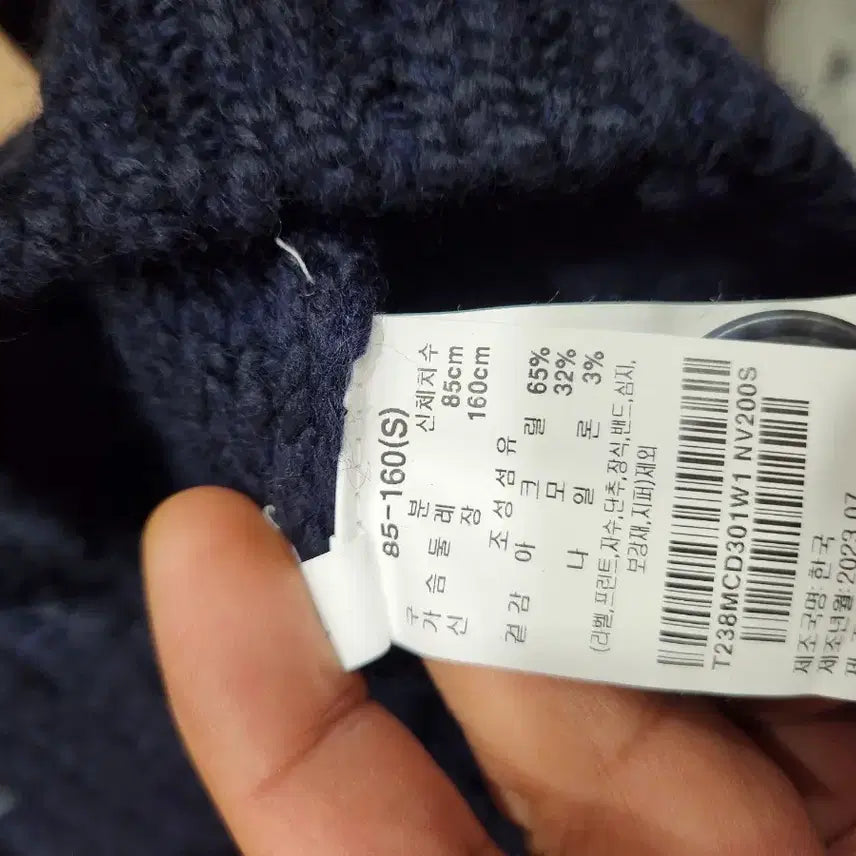 85-160(S)
구 분 신체치수
가슴둘레 85cm
신 장 160cm
조성섬유
겉감 아크릴 65%
모 32%
나일론 3%
(라벨,프린트,자수,단추,장식,밴드,심지,
보강재,지퍼)제외
T238MCD301W1 NV200S
제조국명: 한국
제조년월: 2023.07